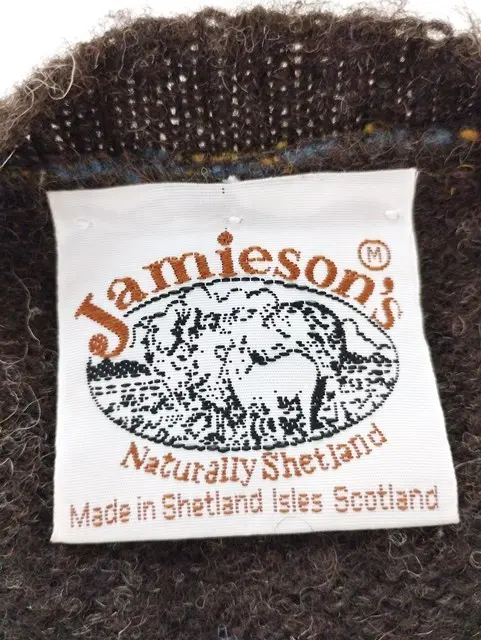 Jamieson's
M
Naturally Shetland
Made in Shetland Isles Scotland